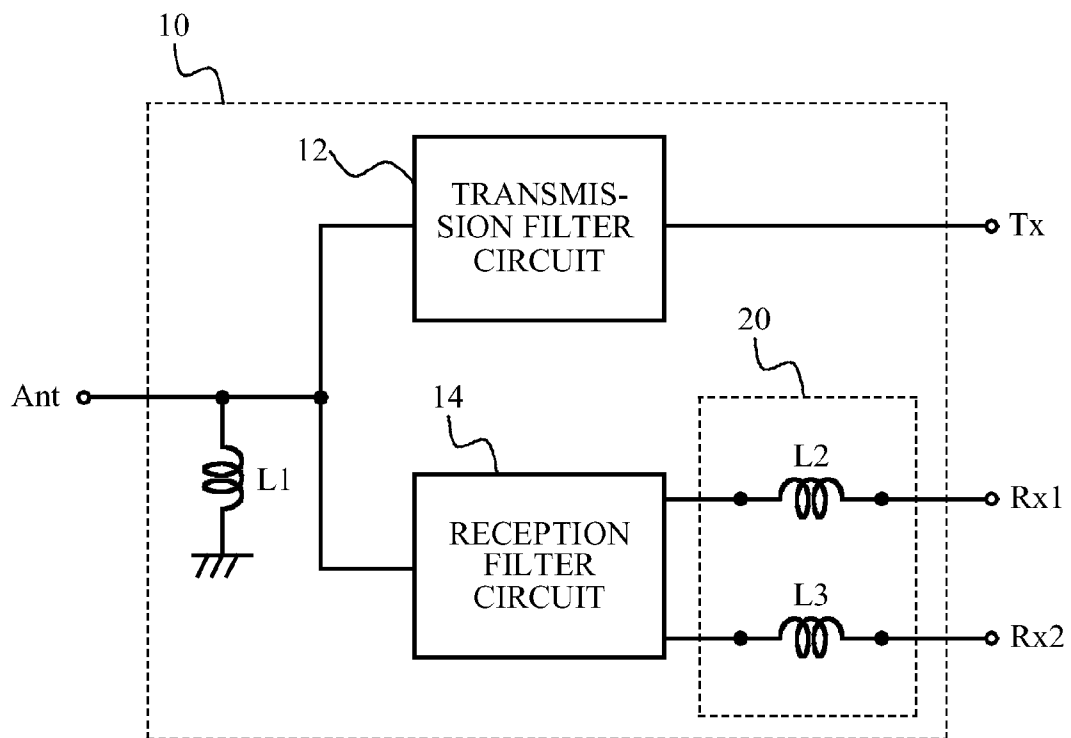 10
12
TRANSMIS-
SION FILTER
CIRCUIT
Tx
20
Ant
14
L1
L2
Rx1
RECEPTION
FILTER
CIRCUIT
L3
Rx2